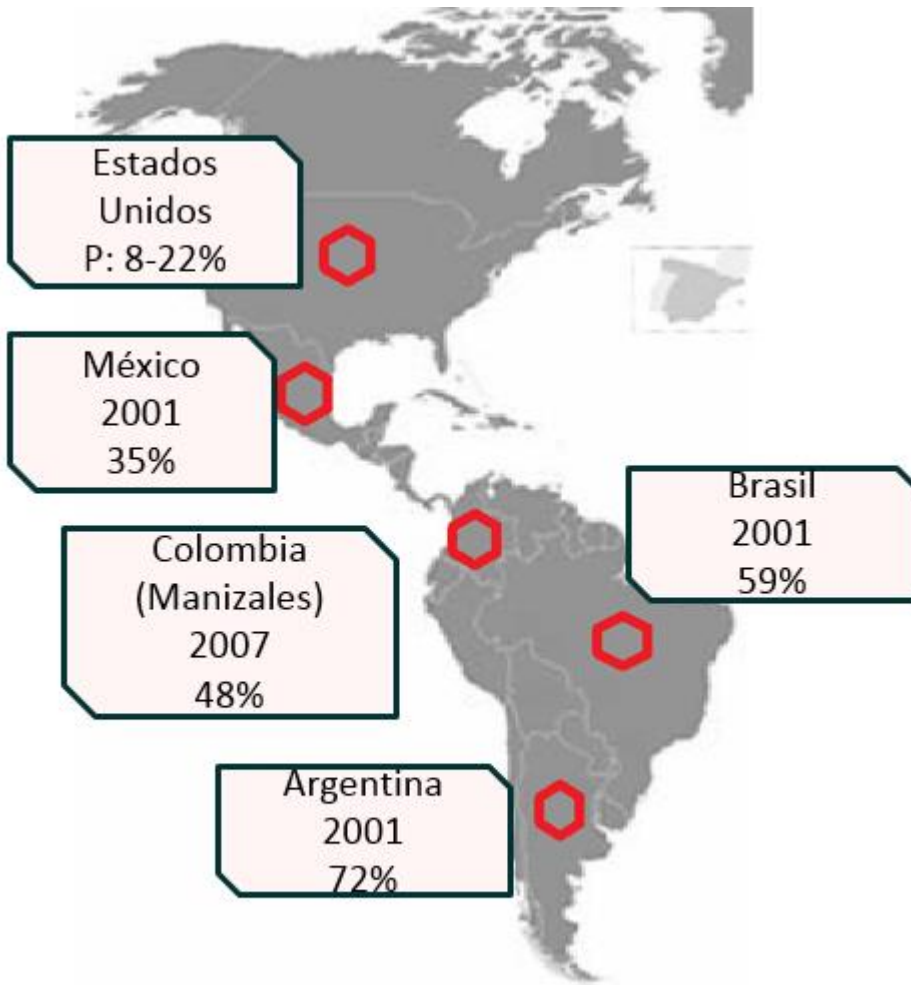 Estados
Unidos
P: 8-22%
México
2001
35%
Colombia
(Manizales)
2007
48%
Brasil
2001
59%
Argentina
2001
72%